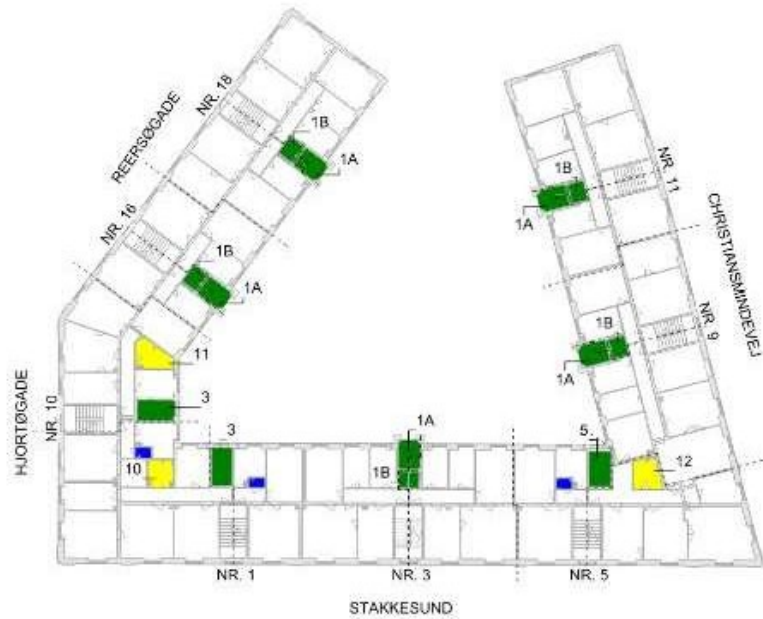 NR. 18
REERSØGADE
1B
1A
NR. 16
1B
1A
1B
NR. 11
1A
CHRISTIANSMINDEVEJ
1B
NR. 9
1A
11
3
HJORTØGADE
NR. 10
10
3
1A
1B
5
12
NR. 1
NR. 3
NR. 5
STAKKESUND